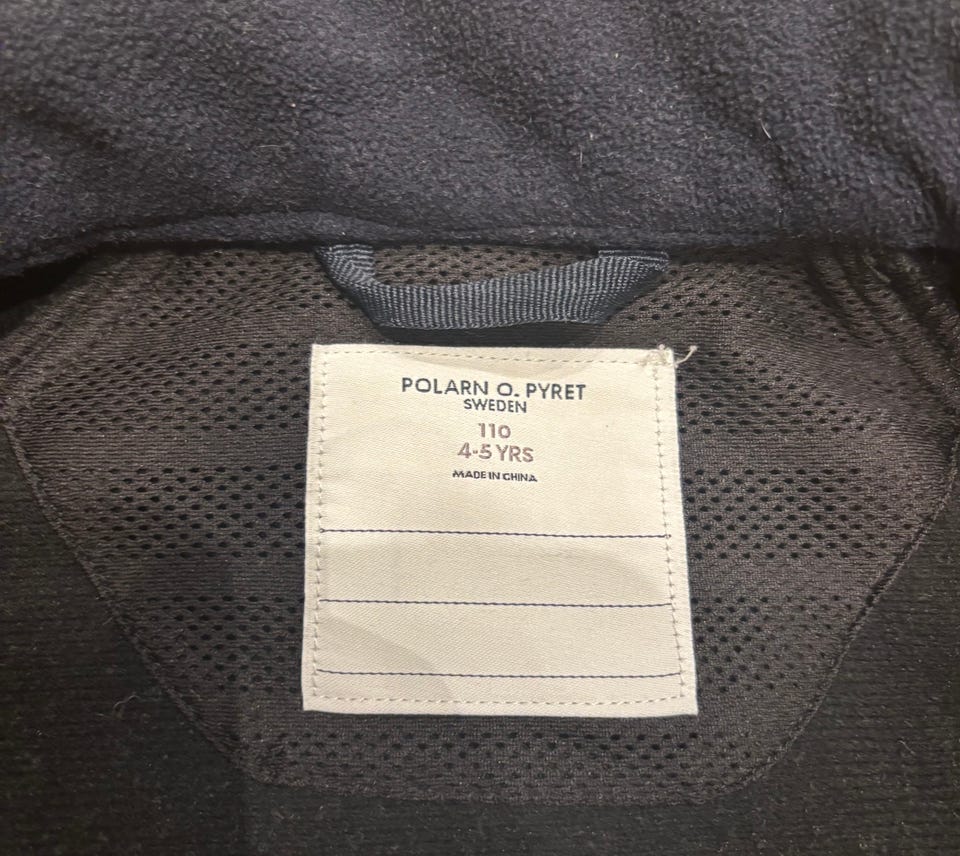 POLARN O. PYRET
SWEDEN
110
4-5 YRS
MADE IN CHINA